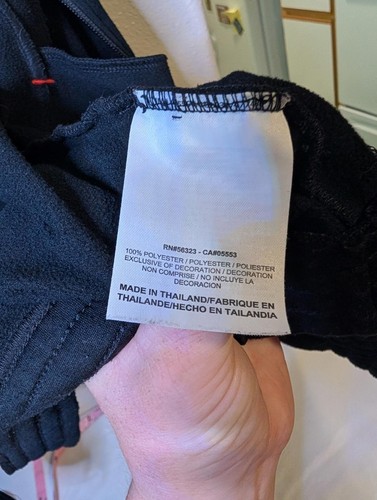 RN#56323 - CA#05553
100% POLYESTER / POLYESTER / POLIESTER
EXCLUSIVE OF DECORATION / DECORATION
NON COMPRISE / NO INCLUYE LA
DECORACION
MADE IN THAILAND/FABRIQUE EN
THAILANDE/HECHO EN TAILANDIA